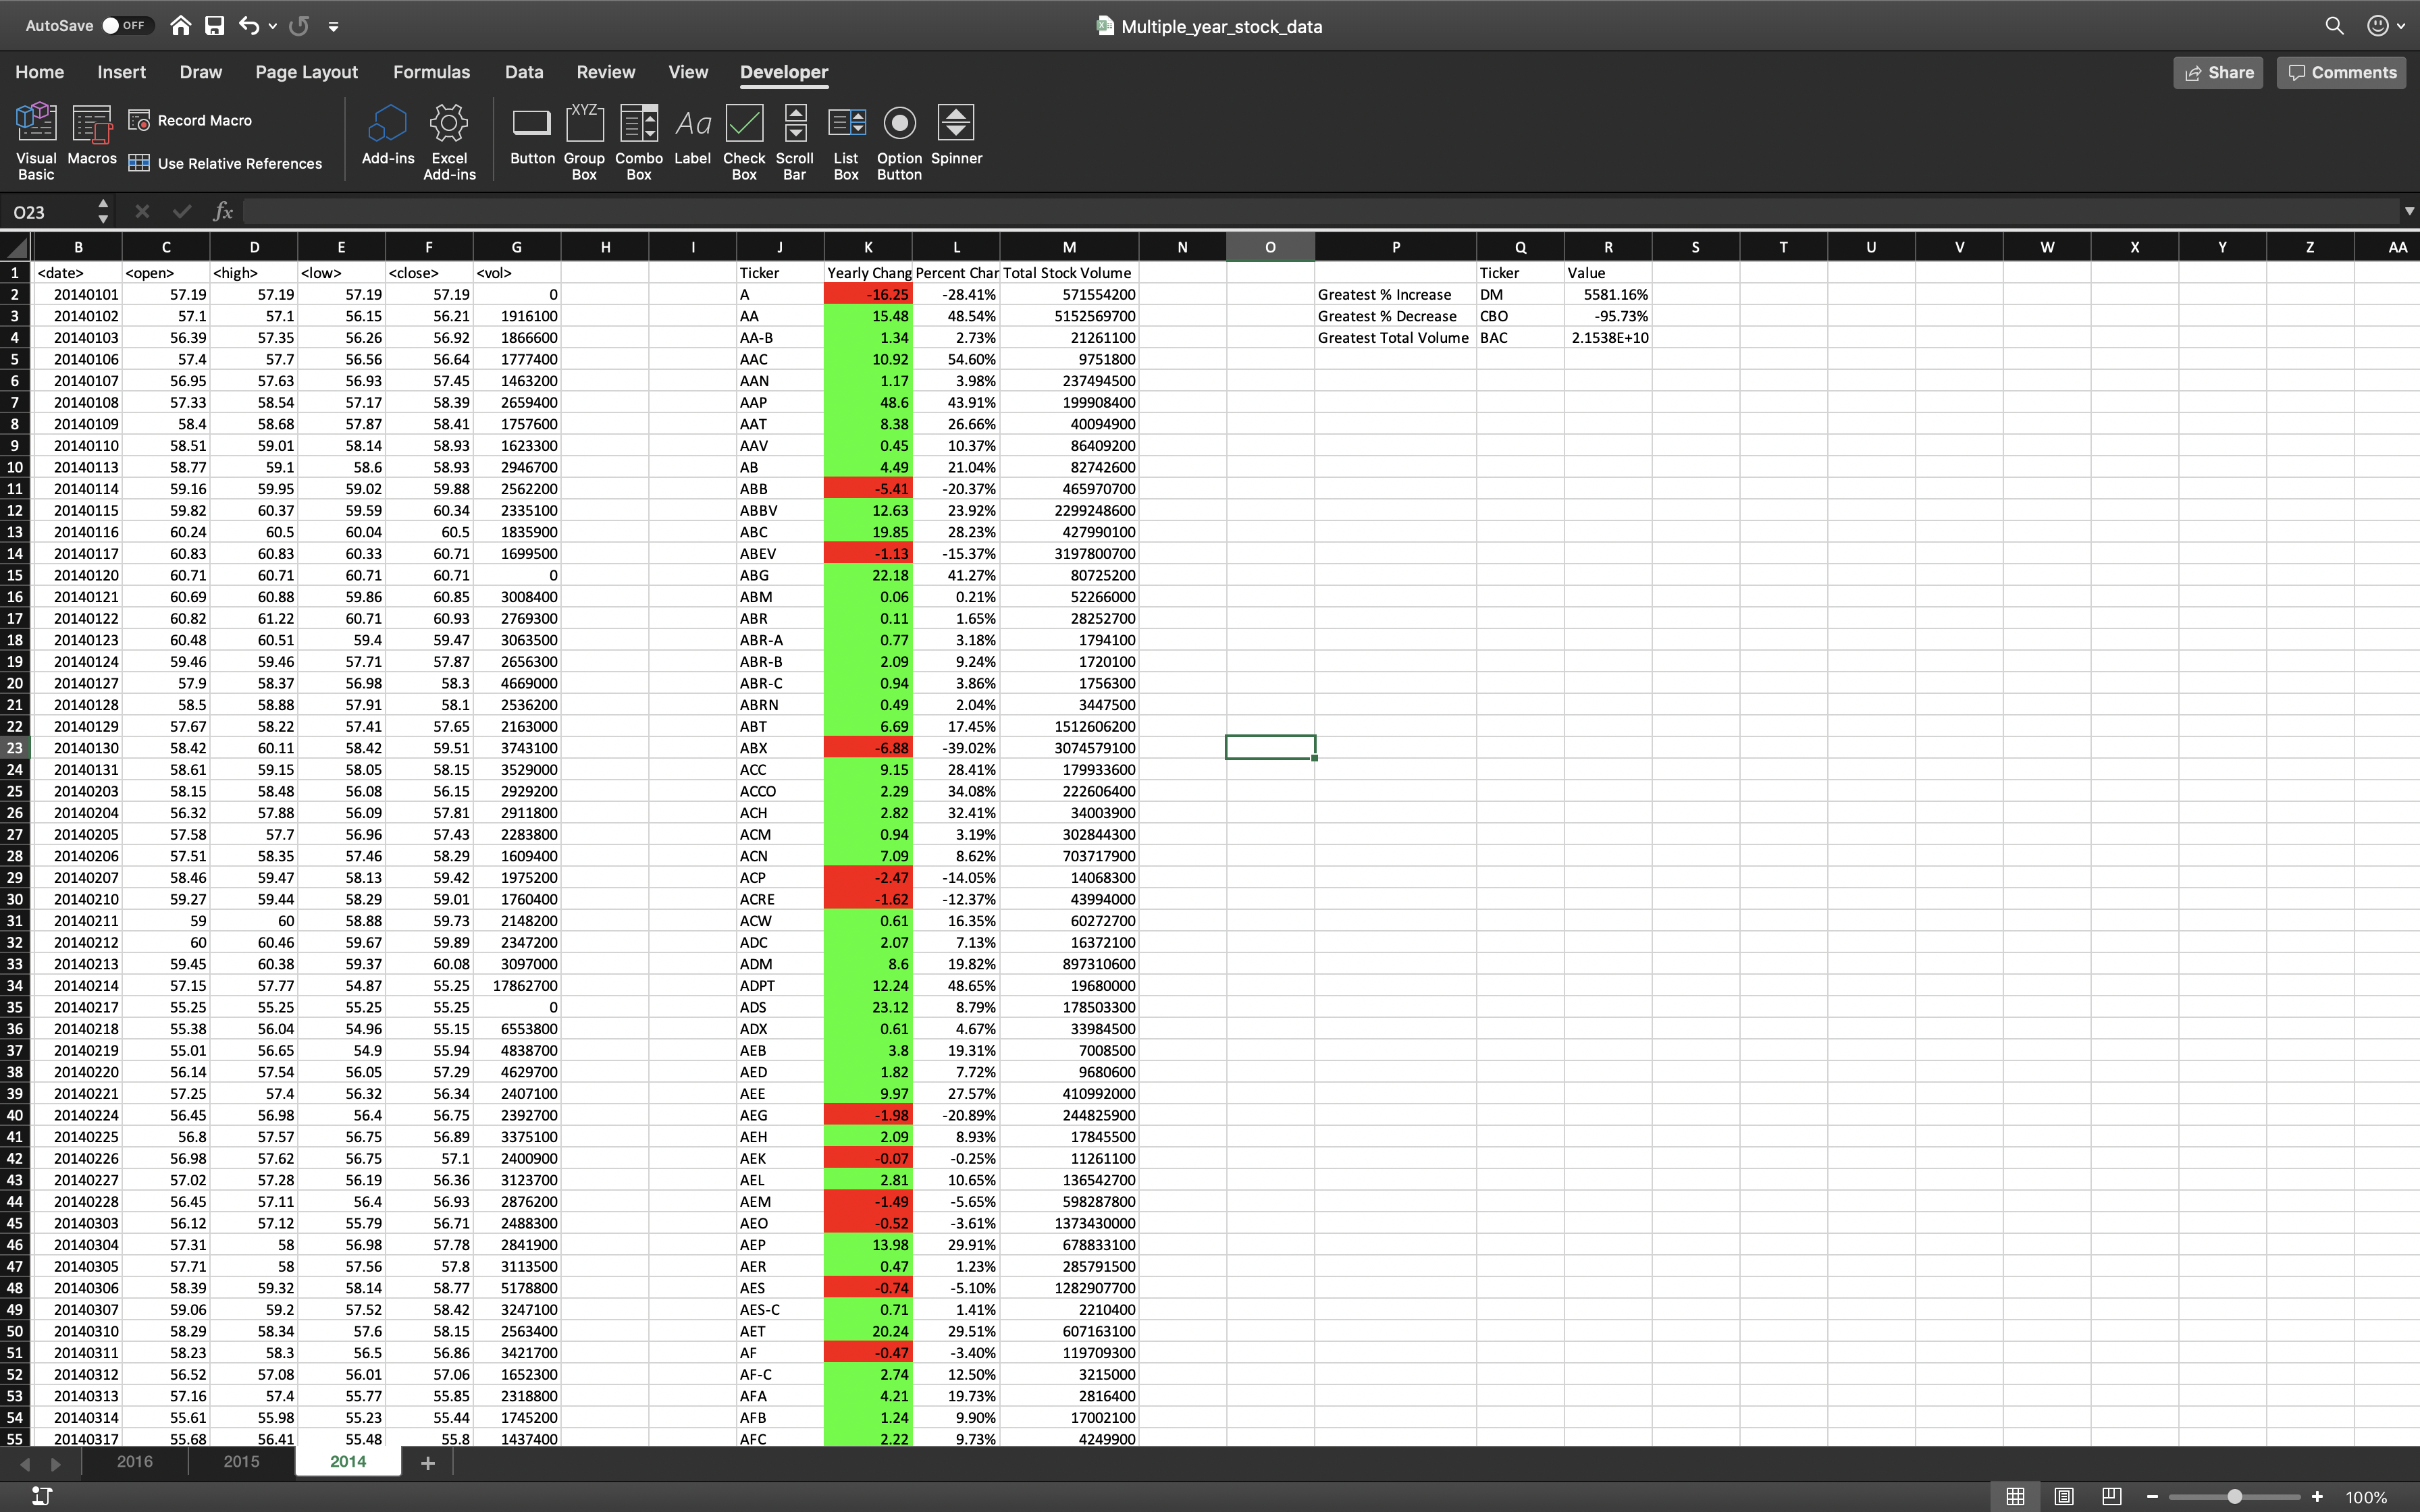 AutoSave OFF Multiple_year_stock_data
Home Insert Draw Page Layout Formulas Data Review View Developer Share Comments
Visual Basic Macros Record Macro Use Relative References Add-ins Excel Add-ins Button Group Box Combo Box Label Check Box Scroll Bar List Box Option Button Spinner
XYZ Aa
O23 fx
B C D E F G H I J K L M N O P Q R S T U V W X Y Z AA
1 <date> <open> <high> <low> <close> <vol> Ticker Yearly Chang Percent Char Total Stock Volume Ticker Value
2 20140101 57.19 57.19 57.19 57.19 0 A -16.25 -28.41% 571554200 Greatest % Increase DM 5581.16%
3 20140102 57.1 57.1 56.15 56.21 1916100 AA 15.48 48.54% 5152569700 Greatest % Decrease CBO -95.73%
4 20140103 56.39 57.35 56.26 56.92 1866600 AA-B 1.34 2.73% 21261100 Greatest Total Volume BAC 2.1538E+10
5 20140106 57.4 57.7 56.56 56.64 1777400 AAC 10.92 54.60% 9751800
6 20140107 56.95 57.63 56.93 57.45 1463200 AAN 1.17 3.98% 237494500
7 20140108 57.33 58.54 57.17 58.39 2659400 AAP 48.6 43.91% 199908400
8 20140109 58.4 58.68 57.87 58.41 1757600 AAT 8.38 26.66% 40094900
9 20140110 58.51 59.01 58.14 58.93 1623300 AAV 0.45 10.37% 86409200
10 20140113 58.77 59.1 58.6 58.93 2946700 AB 4.49 21.04% 82742600
11 20140114 59.16 59.95 59.02 59.88 2562200 ABB -5.41 -20.37% 465970700
12 20140115 59.82 60.37 59.59 60.34 2335100 ABBV 12.63 23.92% 2299248600
13 20140116 60.24 60.5 60.04 60.5 1835900 ABC 19.85 28.23% 427990100
14 20140117 60.83 60.83 60.33 60.71 1699500 ABEV -1.13 -15.37% 3197800700
15 20140120 60.71 60.71 60.71 60.71 0 ABG 22.18 41.27% 80725200
16 20140121 60.69 60.88 59.86 60.85 3008400 ABM 0.06 0.21% 52266000
17 20140122 60.82 61.22 60.71 60.93 2769300 ABR 0.11 1.65% 28252700
18 20140123 60.48 60.51 59.4 59.47 3063500 ABR-A 0.77 3.18% 1794100
19 20140124 59.46 59.46 57.71 57.87 2656300 ABR-B 2.09 9.24% 1720100
20 20140127 57.9 58.37 56.98 58.3 4669000 ABR-C 0.94 3.86% 1756300
21 20140128 58.5 58.88 57.91 58.1 2536200 ABRN 0.49 2.04% 3447500
22 20140129 57.67 58.22 57.41 57.65 2163000 ABT 6.69 17.45% 1512606200
23 20140130 58.42 60.11 58.42 59.51 3743100 ABX -6.88 -39.02% 3074579100
24 20140131 58.61 59.15 58.05 58.15 3529000 ACC 9.15 28.41% 179933600
25 20140203 58.15 58.48 56.08 56.15 2929200 ACCO 2.29 34.08% 222606400
26 20140204 56.32 57.88 56.09 57.81 2911800 ACH 2.82 32.41% 34003900
27 20140205 57.58 57.7 56.96 57.43 2283800 ACM 0.94 3.19% 302844300
28 20140206 57.51 58.35 57.46 58.29 1609400 ACN 7.09 8.62% 703717900
29 20140207 58.46 59.47 58.13 59.42 1975200 ACP -2.47 -14.05% 14068300
30 20140210 59.27 59.44 58.29 59.01 1760400 ACRE -1.62 -12.37% 43994000
31 20140211 59 60 58.88 59.73 2148200 ACW 0.61 16.35% 60272700
32 20140212 60 60.46 59.67 59.89 2347200 ADC 2.07 7.13% 16372100
33 20140213 59.45 60.38 59.37 60.08 3097000 ADM 8.6 19.82% 897310600
34 20140214 57.15 57.77 54.87 55.25 17862700 ADPT 12.24 48.65% 19680000
35 20140217 55.25 55.25 55.25 55.25 0 ADS 23.12 8.79% 178503300
36 20140218 55.38 56.04 54.96 55.15 6553800 ADX 0.61 4.67% 33984500
37 20140219 55.01 56.65 54.9 55.94 4838700 AEB 3.8 19.31% 7008500
38 20140220 56.14 57.54 56.05 57.29 4629700 AED 1.82 7.72% 9680600
39 20140221 57.25 57.4 56.32 56.34 2407100 AEE 9.97 27.57% 410992000
40 20140224 56.45 56.98 56.4 56.75 2392700 AEG -1.98 -20.89% 244825900
41 20140225 56.8 57.57 56.75 56.89 3375100 AEH 2.09 8.93% 17845500
42 20140226 56.98 57.62 56.75 57.1 2400900 AEK -0.07 -0.25% 11261100
43 20140227 57.02 57.28 56.19 56.36 3123700 AEL 2.81 10.65% 136542700
44 20140228 56.45 57.11 56.4 56.93 2876200 AEM -1.49 -5.65% 598287800
45 20140303 56.12 57.12 55.79 56.71 2488300 AEO -0.52 -3.61% 1373430000
46 20140304 57.31 58 56.98 57.78 2841900 AEP 13.98 29.91% 678833100
47 20140305 57.71 58 57.56 57.8 3113500 AER 0.47 1.23% 285791500
48 20140306 58.39 59.32 58.14 58.77 5178800 AES -0.74 -5.10% 1282907700
49 20140307 59.06 59.2 57.52 58.42 3247100 AES-C 0.71 1.41% 2210400
50 20140310 58.29 58.34 57.6 58.15 2563400 AET 20.24 29.51% 607163100
51 20140311 58.23 58.3 56.5 56.86 3421700 AF -0.47 -3.40% 119709300
52 20140312 56.52 57.08 56.01 57.06 1652300 AF-C 2.74 12.50% 3215000
53 20140313 57.16 57.4 55.77 55.85 2318800 AFA 4.21 19.73% 2816400
54 20140314 55.61 55.98 55.23 55.44 1745200 AFB 1.24 9.90% 17002100
55 20140317 55.68 56.41 55.48 55.8 1437400 AFC 2.22 9.73% 4249900
2016 2015 2014 +
100%